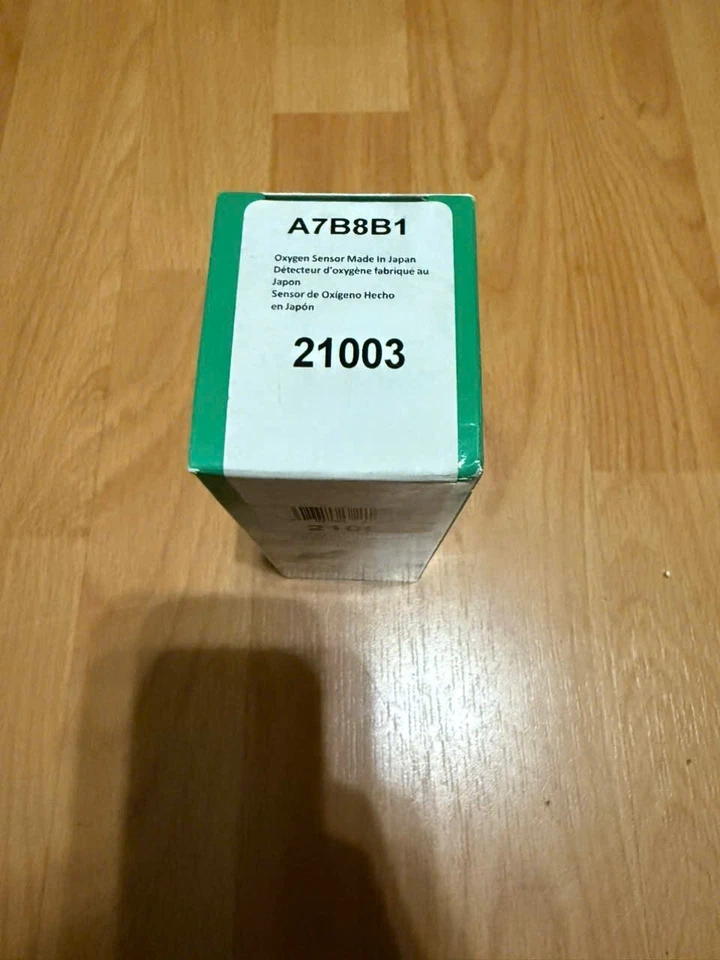 A7B8B1
Oxygen Sensor Made in Japan
Détecteur d'oxygène fabriqué au
Japon
Sensor de Oxígeno Hecho
en Japón
21003